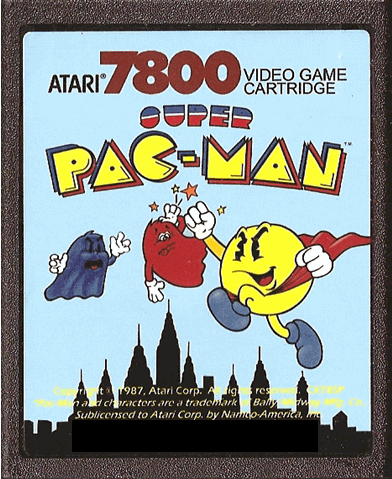 ATARI® 7800 VIDEO GAME
CARTRIDGE
SUPER
PAC-MAN™
Copyright © 1987, Atari Corp. All rights reserved.
Pac-Man and characters are a trademark of Bally Midway Mfg. Co.
Sublicensed to Atari Corp. by Namco-America, Inc.